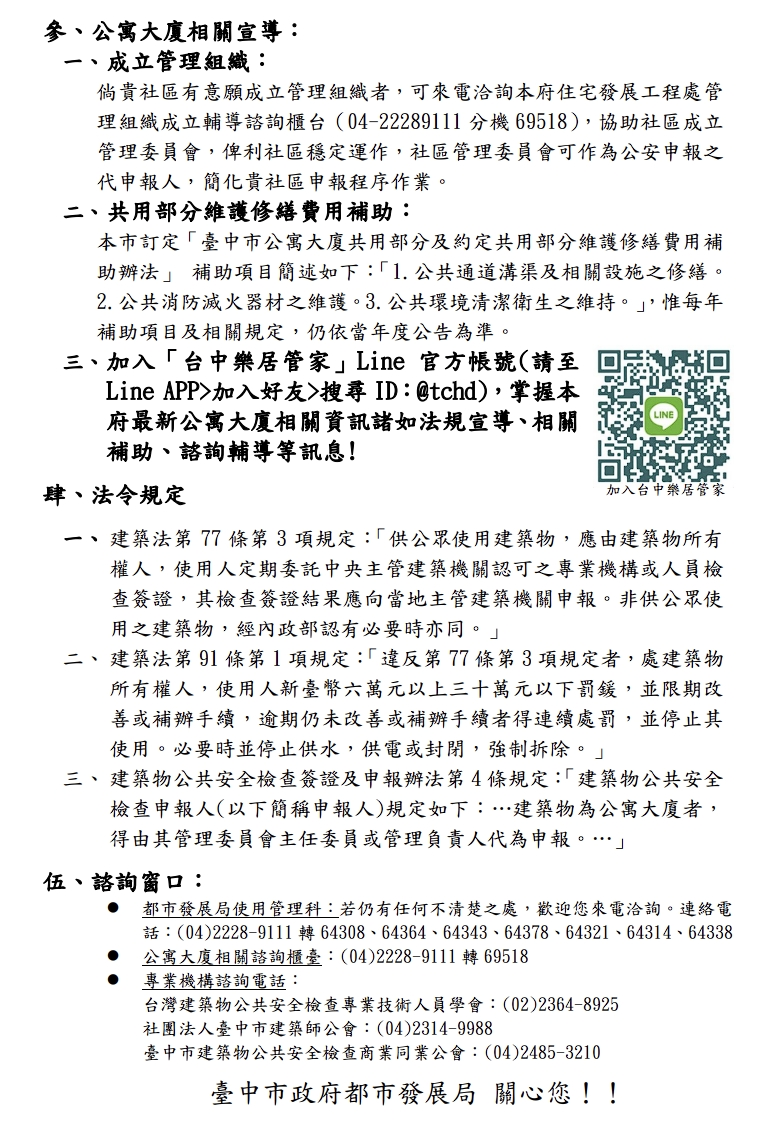 參、公寓大廈相關宣導：
一、成立管理組織：
倘貴社區有意願成立管理組織者，可來電洽詢本府住宅發展工程處管
理組織成立輔導諮詢櫃台（04-22289111 分機 69518），協助社區成立
管理委員會，俾利社區穩定運作，社區管理委員會可作為公安申報之
代申報人，簡化貴社區申報程序作業。
二、共用部分維護修繕費用補助：
本市訂定「臺中市公寓大廈共用部分及約定共用部分維護修繕費用補
助辦法」 補助項目簡述如下：「1.公共通道溝渠及相關設施之修繕。
2.公共消防滅火器材之維護。3.公共環境清潔衛生之維持。」，惟每年
補助項目及相關規定，仍依當年度公告為準。
三、加入「台中樂居管家」Line 官方帳號(請至
Line APP>加入好友>搜尋 ID：@tchd)，掌握本
府最新公寓大廈相關資訊諸如法規宣導、相關
補助、諮詢輔導等訊息!
LINE
加入台中樂居管家
肆、法令規定
一、 建築法第 77 條第 3 項規定：「供公眾使用建築物，應由建築物所有
權人，使用人定期委託中央主管建築機關認可之專業機構或人員檢
查簽證，其檢查簽證結果應向當地主管建築機關申報。非供公眾使
用之建築物，經內政部認有必要時亦同。」
二、 建築法第 91 條第 1 項規定：「違反第 77 條第 3 項規定者，處建築物
所有權人，使用人新臺幣六萬元以上三十萬元以下罰鍰，並限期改
善或補辦手續，逾期仍未改善或補辦手續者得連續處罰，並停止其
使用。必要時並停止供水，供電或封閉，強制拆除。」
三、 建築物公共安全檢查簽證及申報辦法第 4 條規定：「建築物公共安全
檢查申報人(以下簡稱申報人)規定如下：…建築物為公寓大廈者，
得由其管理委員會主任委員或管理負責人代為申報。…」
伍、諮詢窗口：
● 都市發展局使用管理科：若仍有任何不清楚之處，歡迎您來電洽詢。連絡電
話：(04)2228-9111 轉 64308、64364、64343、64378、64321、64314、64338
● 公寓大廈相關諮詢櫃臺：(04)2228-9111 轉 69518
● 專業機構諮詢電話：
台灣建築物公共安全檢查專業技術人員學會：(02)2364-8925
社團法人臺中市建築師公會：(04)2314-9988
臺中市建築物公共安全檢查商業同業公會：(04)2485-3210
臺中市政府都市發展局 關心您！！